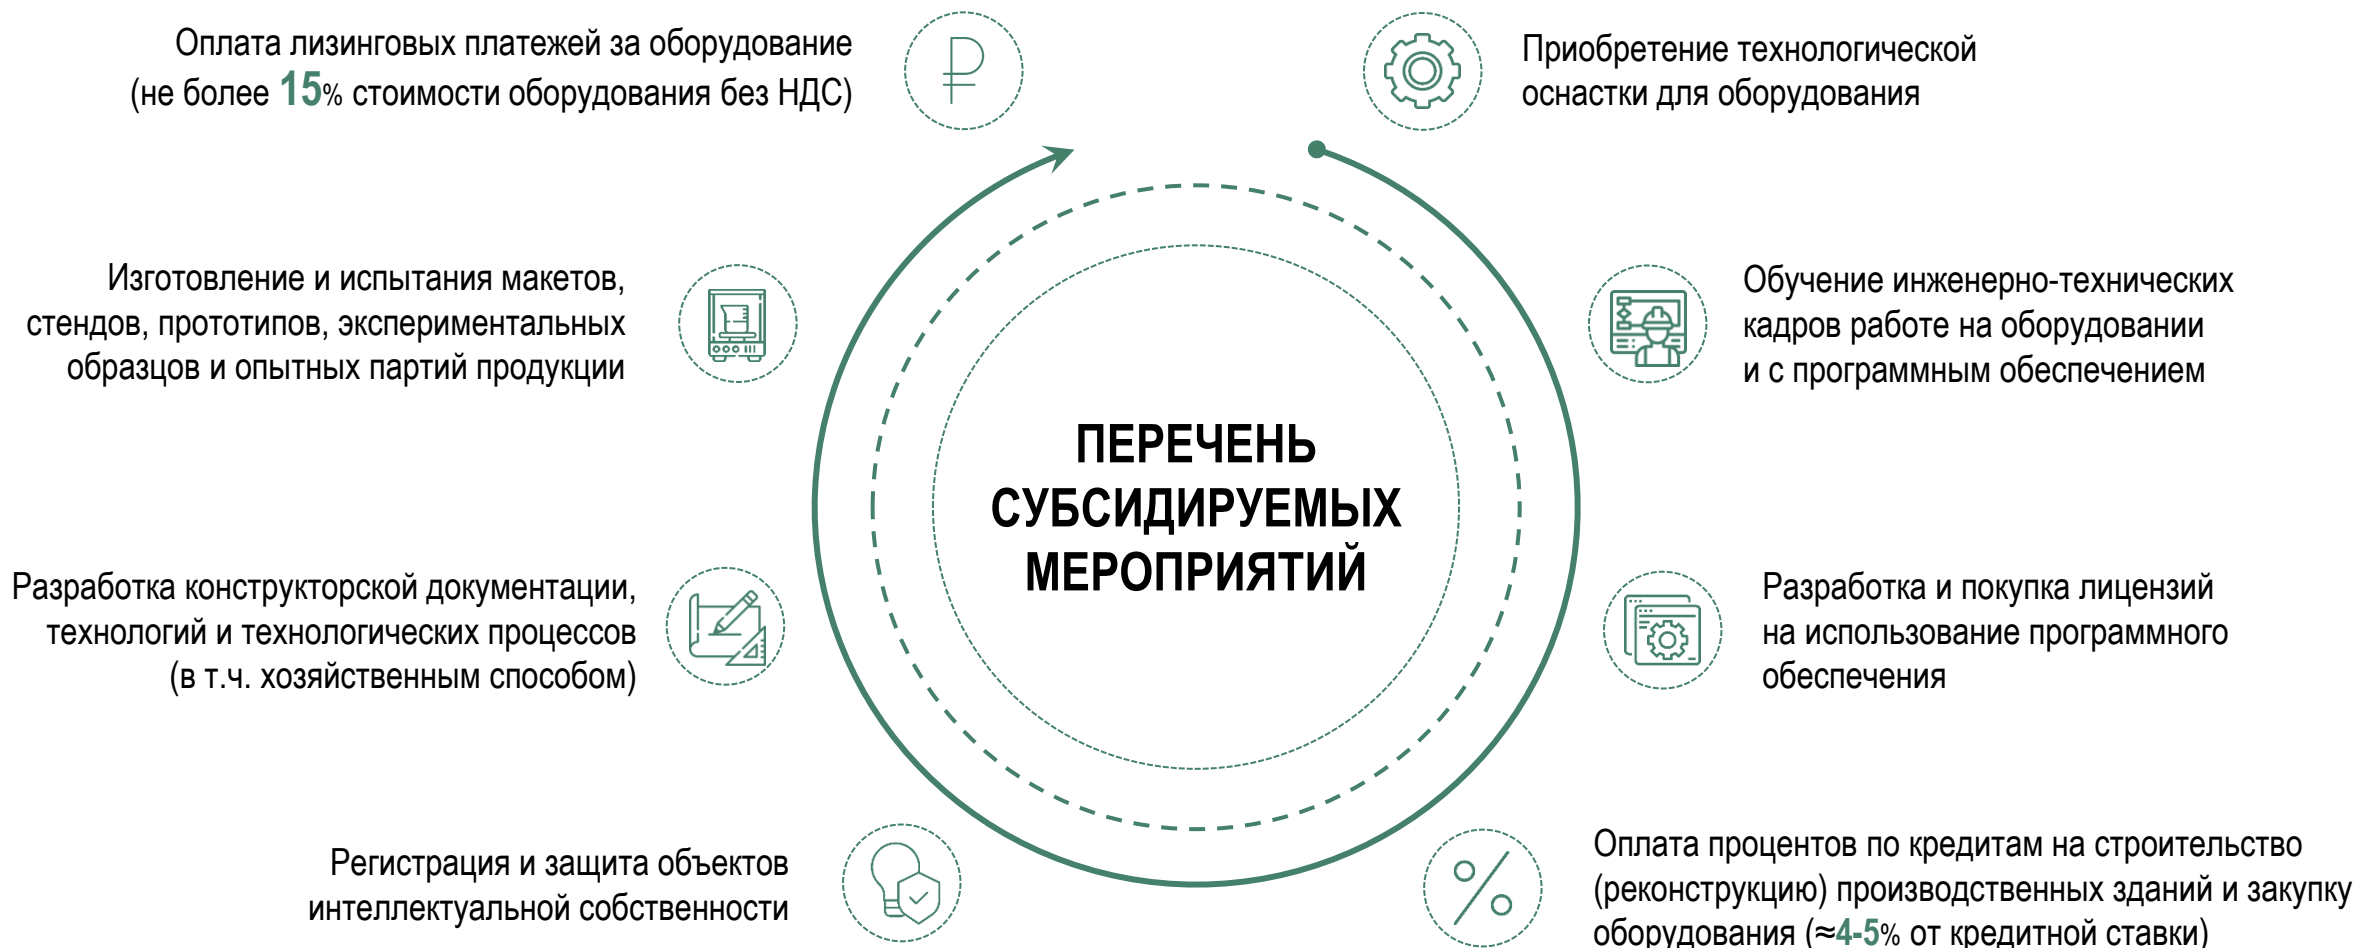 Оплата лизинговых платежей за оборудование
(не более 15% стоимости оборудования без НДС)
Приобретение технологической
оснастки для оборудования
Изготовление и испытания макетов,
стендов, прототипов, экспериментальных
образцов и опытных партий продукции
Обучение инженерно-технических
кадров работе на оборудовании
и с программным обеспечением
ПЕРЕЧЕНЬ
СУБСИДИРУЕМЫХ
МЕРОПРИЯТИЙ
Разработка конструкторской документации,
технологий и технологических процессов
(в т.ч. хозяйственным способом)
Разработка и покупка лицензий
на использование программного
обеспечения
Регистрация и защита объектов
интеллектуальной собственности
Оплата процентов по кредитам на строительство
(реконструкцию) производственных зданий и закупку
оборудования (≈4-5% от кредитной ставки)